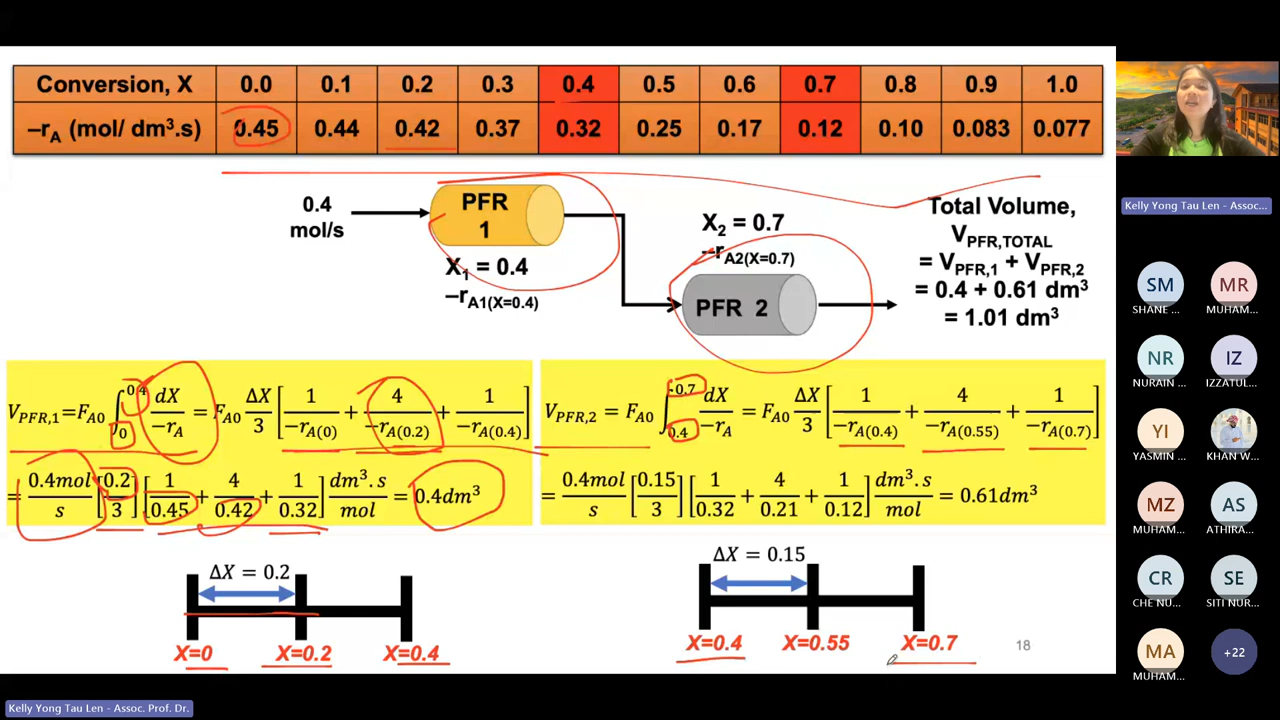 Conversion, X 0.0 0.1 0.2 0.3 0.4 0.5 0.6 0.7 0.8 0.9 1.0
–rA (mol/ dm³.s) 0.45 0.44 0.42 0.37 0.32 0.25 0.17 0.12 0.10 0.083 0.077
0.4
mol/s
PFR
1
X₁ = 0.4
–rA1(X=0.4)
X₂ = 0.7
–rA2(X=0.7)
PFR 2
Total Volume,
VPFR,TOTAL
= VPFR,1 + VPFR,2
= 0.4 + 0.61 dm³
= 1.01 dm³
VPFR,1=FA0 ∫₀^0.4 dX/–rA = FA0 ΔX/3 [1/–rA(0) + 4/–rA(0.2) + 1/–rA(0.4)]
= 0.4mol/s [0.2/3] [1/0.45 + 4/0.42 + 1/0.32] dm³.s/mol = 0.4dm³
VPFR,2 = FA0 ∫0.4^0.7 dX/–rA = FA0 ΔX/3 [1/–rA(0.4) + 4/–rA(0.55) + 1/–rA(0.7)]
= 0.4mol/s [0.15/3] [1/0.32 + 4/0.21 + 1/0.12] dm³.s/mol = 0.61dm³
ΔX = 0.2
X=0 X=0.2 X=0.4
ΔX = 0.15
X=0.4 X=0.55 X=0.7
18
Kelly Yong Tau Len - Assoc...
SM
SHANE ...
MR
MUHAM...
NR
NURAIN ...
IZ
IZZATUL...
YI
YASMIN ...
KHAN W...
MZ
MUHAM...
AS
ATHIRA...
CR
CHE NU...
SE
SITI NUR...
MA
MUHAM...
+22
Kelly Yong Tau Len - Assoc. Prof. Dr.